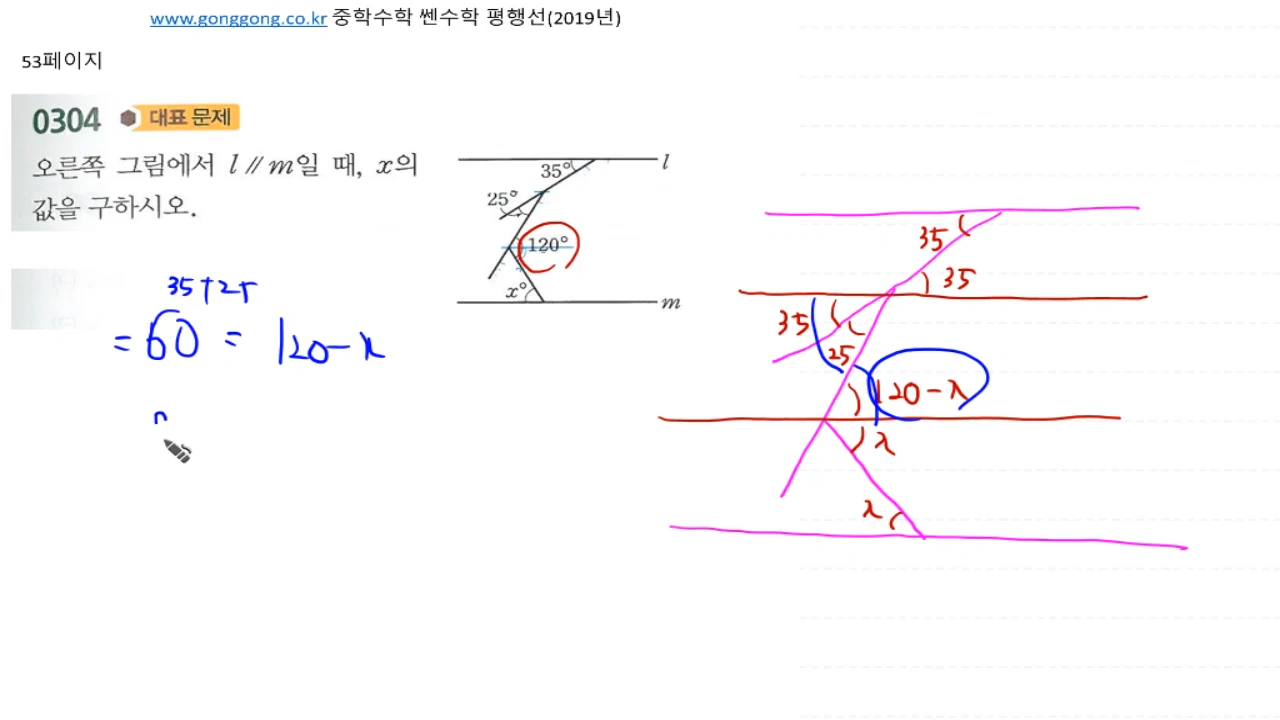 www.gonggong.co.kr 중학수학 쎈수학 평행선(2019년)
53페이지
0304 대표 문제
오른쪽 그림에서 l // m일 때, x의
값을 구하시오.
35° l
25°
120°
x° m
35+25
= 60 = 120-x
35
35
35
25
120-x
x
x